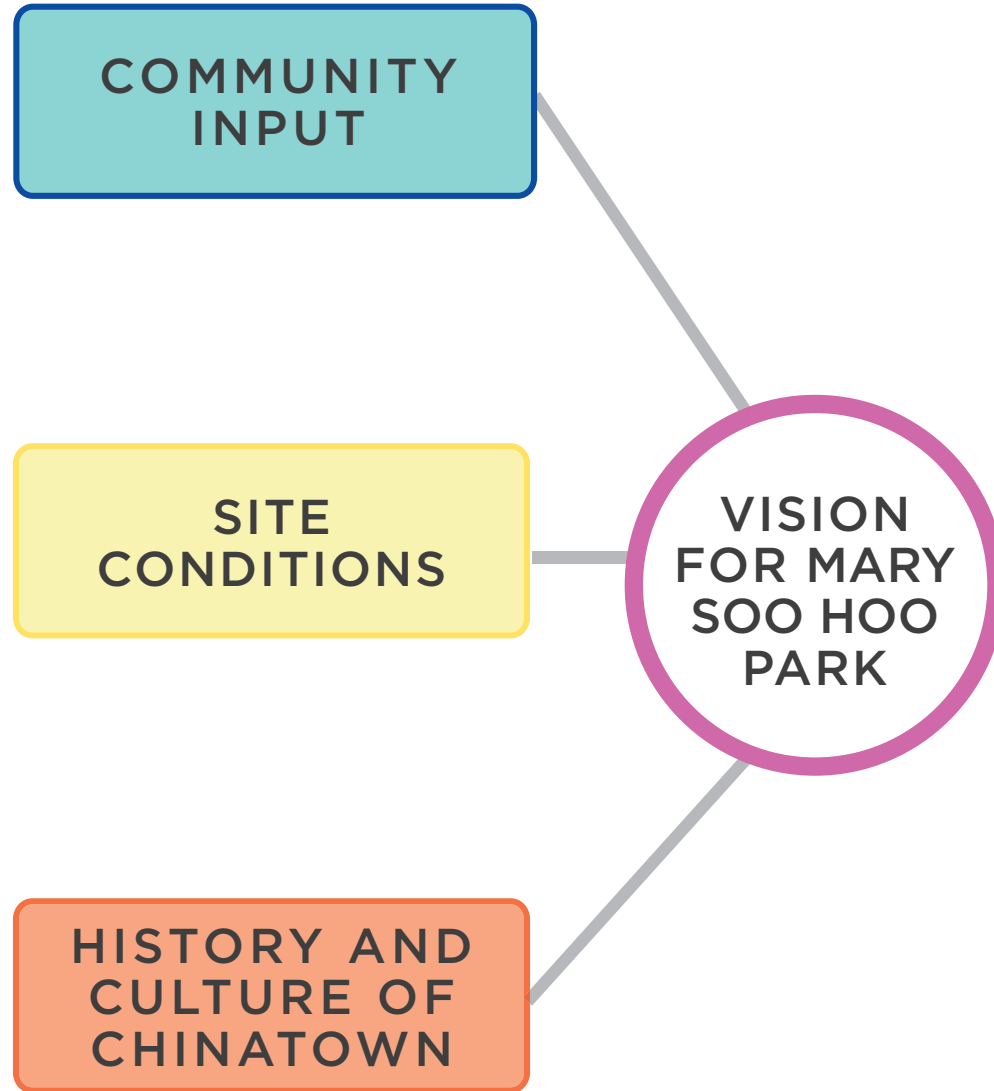 COMMUNITY
INPUT
SITE
CONDITIONS
VISION
FOR MARY
SOO HOO
PARK
HISTORY AND
CULTURE OF
CHINATOWN